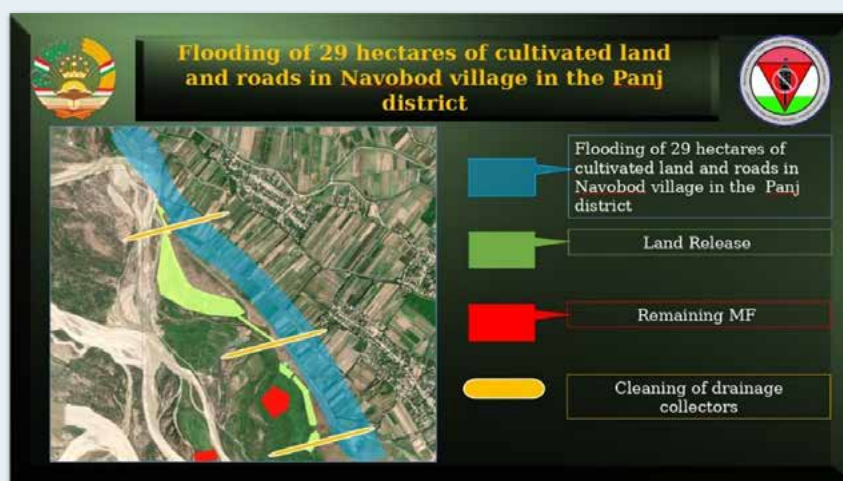 Flooding of 29 hectares of cultivated land
and roads in Navobod village in the Panj
district
Flooding of 29 hectares of
cultivated land and roads in
Navobod village in the Panj
district
Land Release
Remaining MF
Cleaning of drainage
collectors